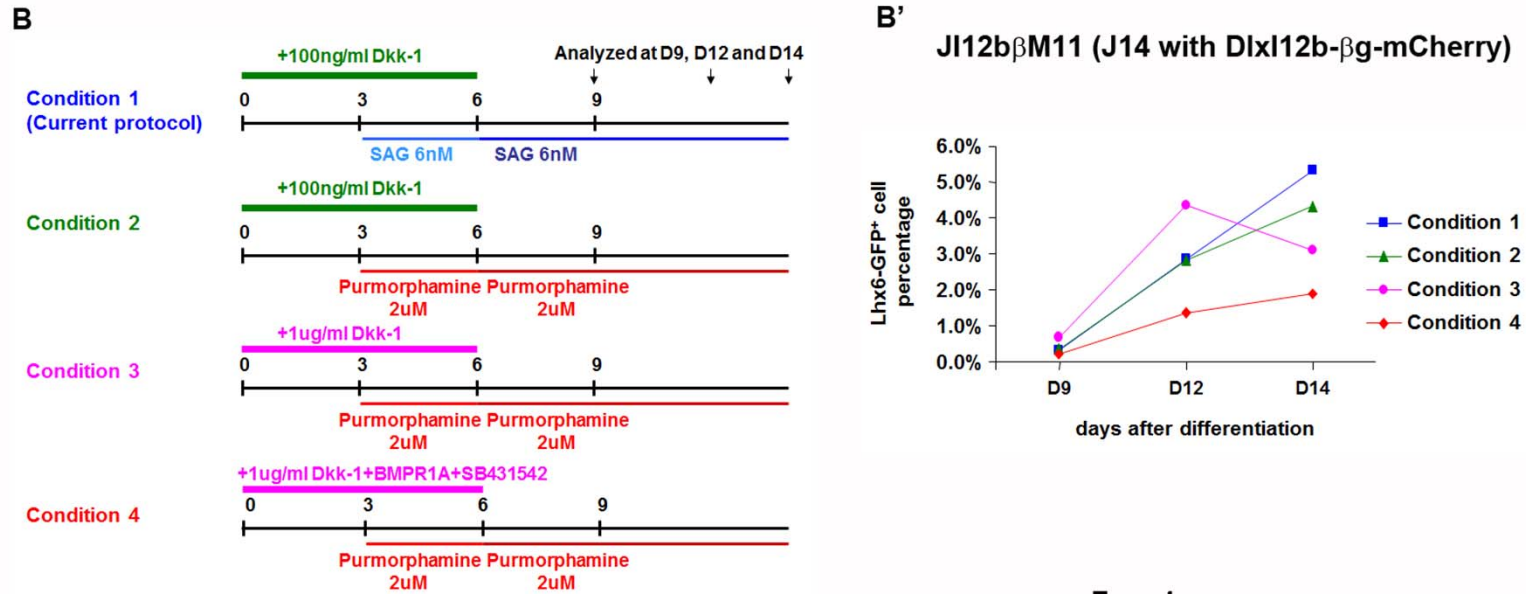 B
+100ng/ml Dkk-1
Analyzed at D9, D12 and D14
Condition 1
(Current protocol)
0 3 6 9
SAG 6nM SAG 6nM
+100ng/ml Dkk-1
Condition 2
0 3 6 9
Purmorphamine Purmorphamine
2uM 2uM
+1ug/ml Dkk-1
Condition 3
0 3 6 9
Purmorphamine Purmorphamine
2uM 2uM
+1ug/ml Dkk-1+BMPR1A+SB431542
Condition 4
0 3 6 9
Purmorphamine Purmorphamine
2uM 2uM
B’
JI12bβM11 (J14 with DlxI12b-βg-mCherry)
Lhx6-GFP⁺ cell
percentage
6.0%
5.0%
4.0%
3.0%
2.0%
1.0%
0.0%
D9 D12 D14
days after differentiation
Condition 1
Condition 2
Condition 3
Condition 4